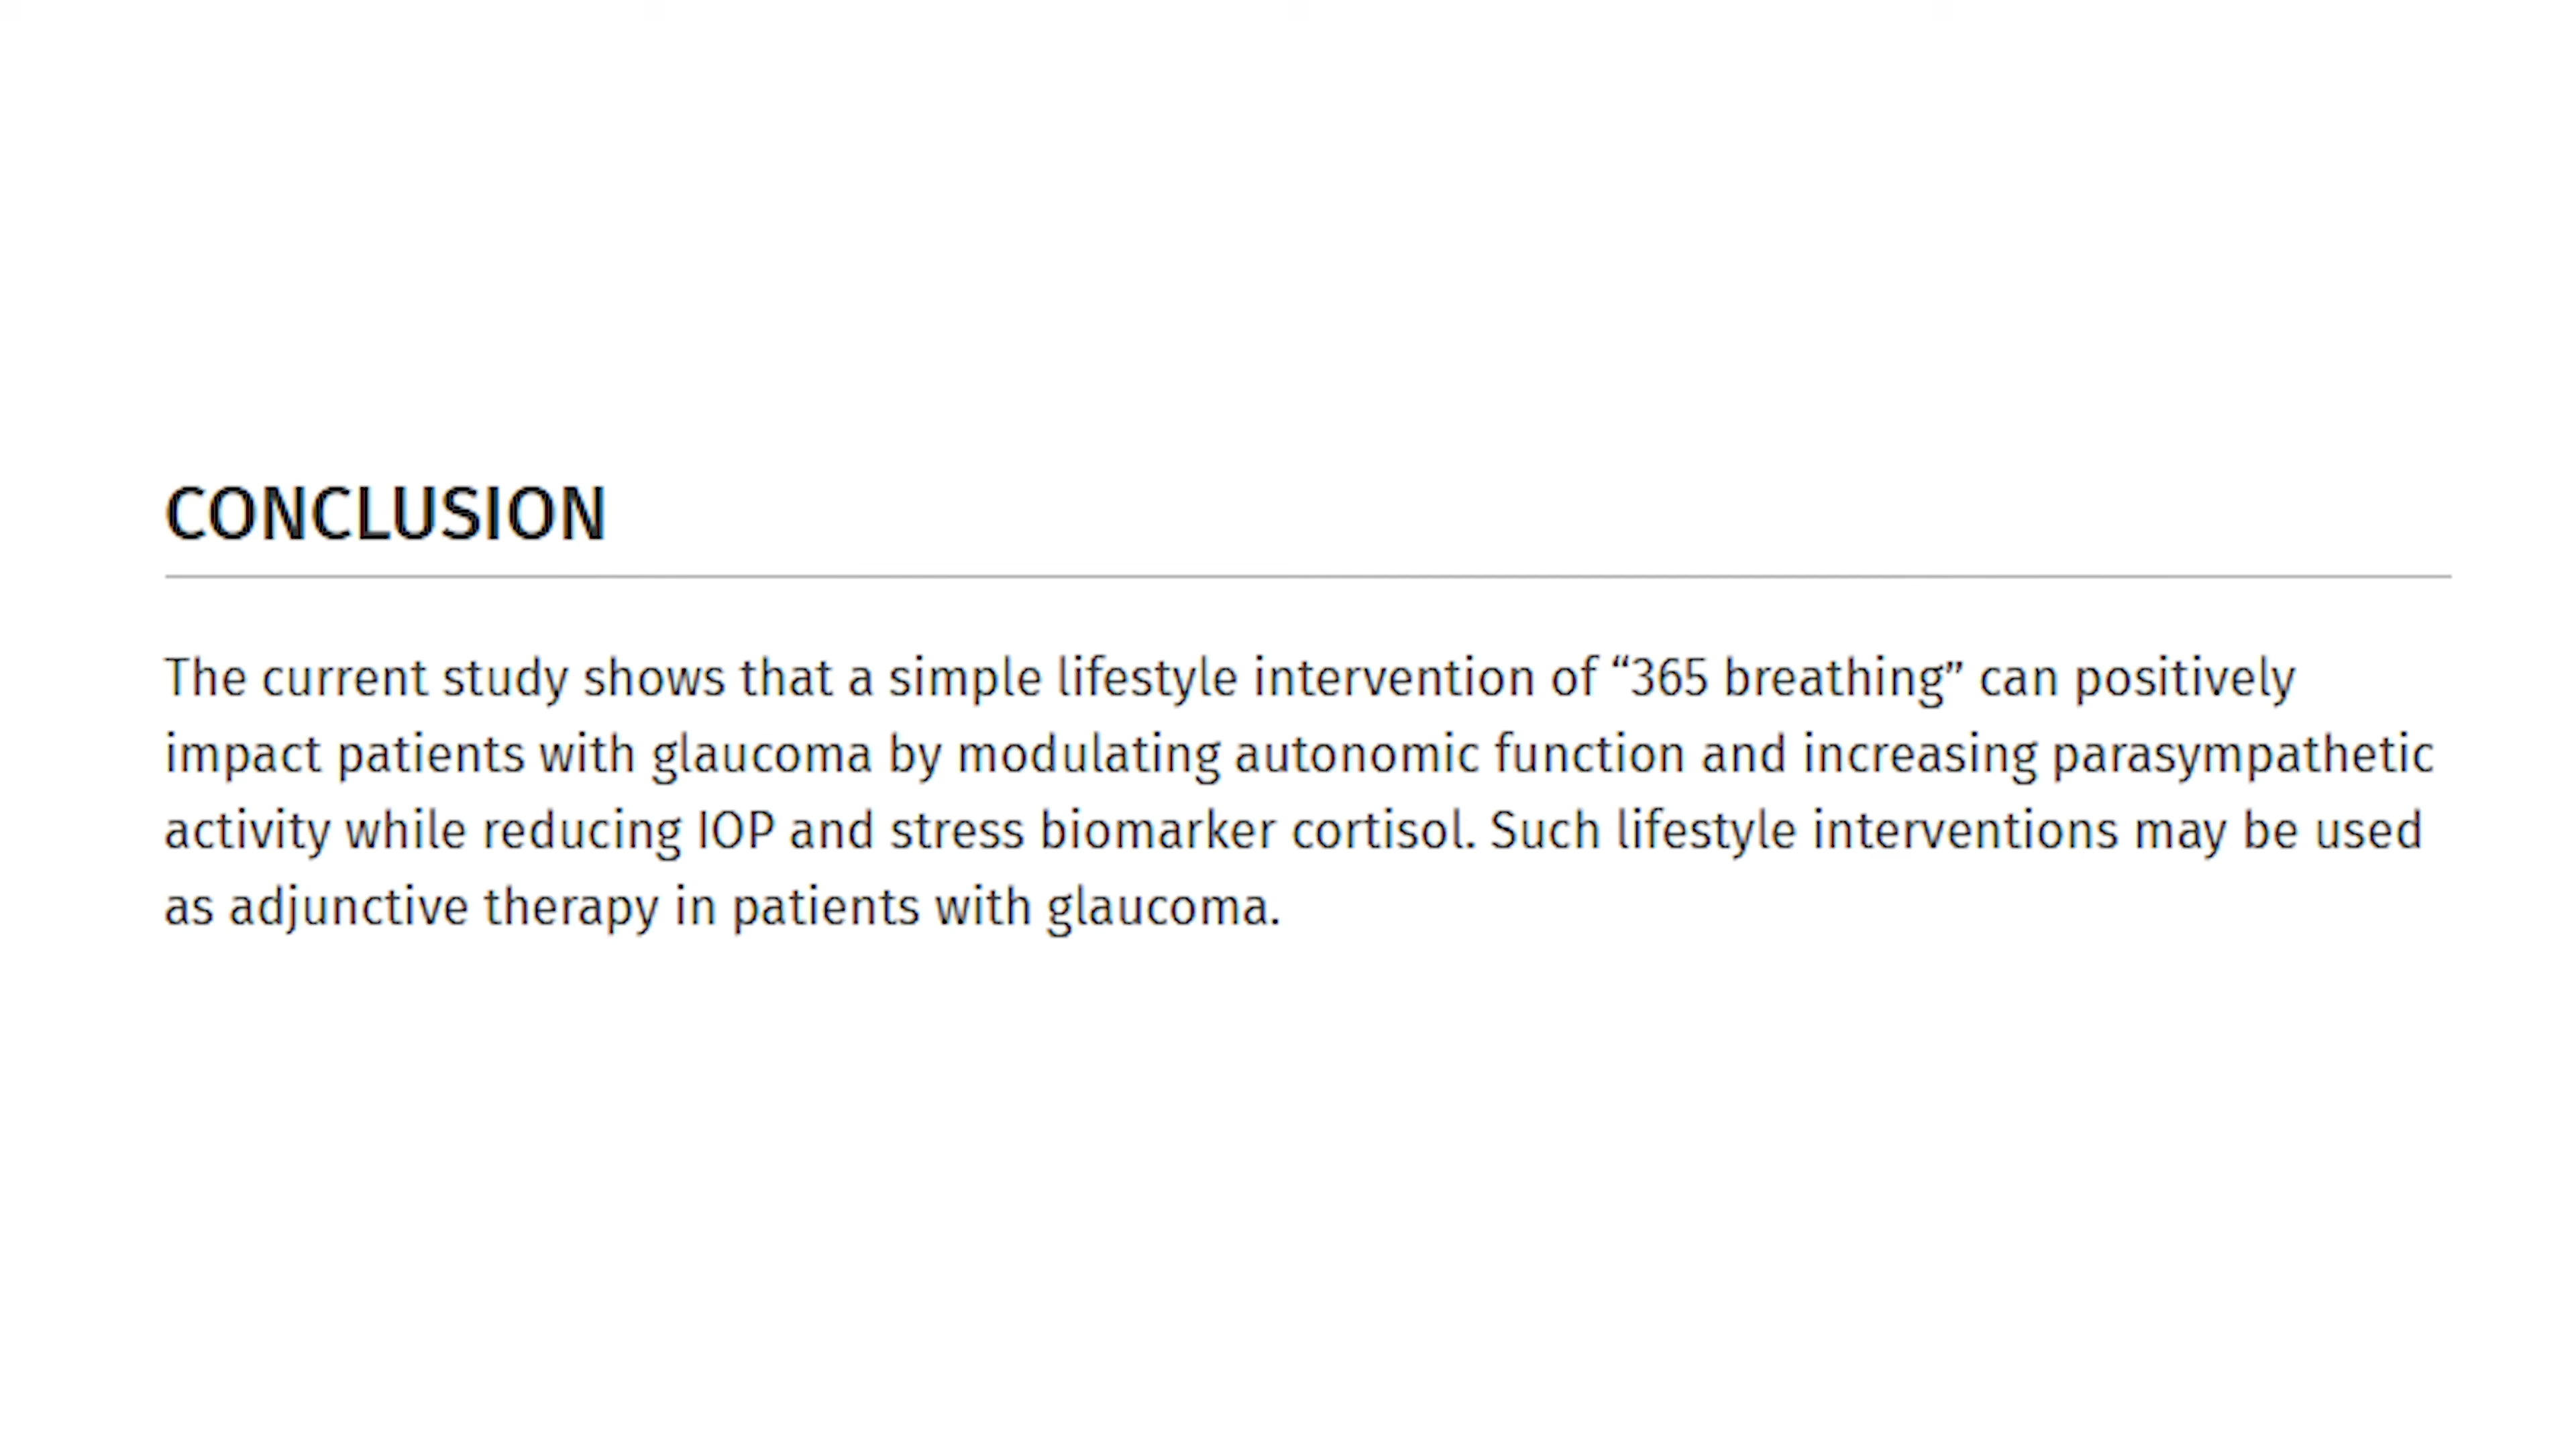 CONCLUSION
The current study shows that a simple lifestyle intervention of “365 breathing” can positively
impact patients with glaucoma by modulating autonomic function and increasing parasympathetic
activity while reducing IOP and stress biomarker cortisol. Such lifestyle interventions may be used
as adjunctive therapy in patients with glaucoma.